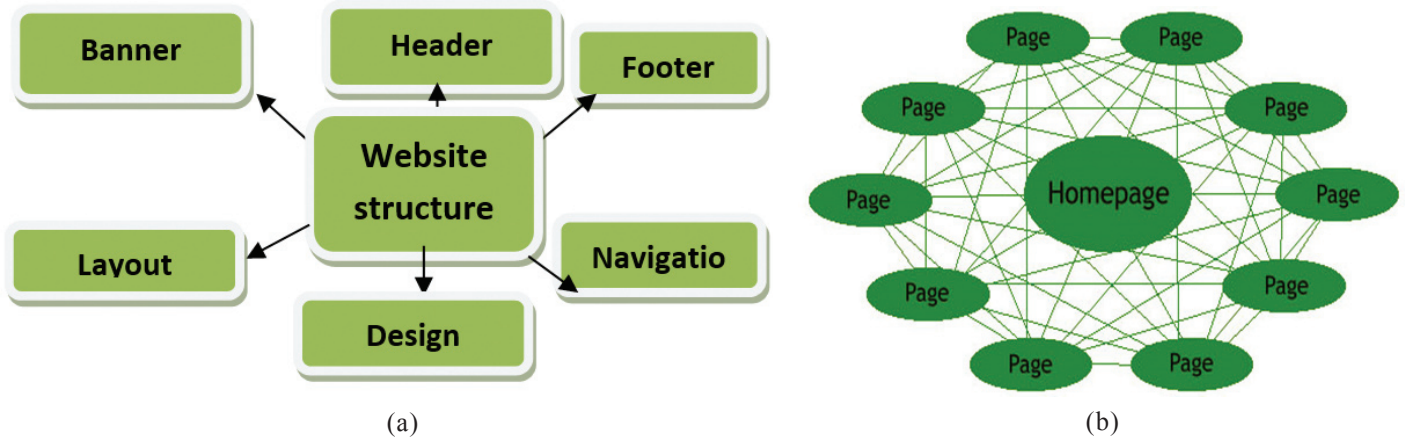 Banner
Header
Footer
Website
structure
Layout
Navigatio
Design
(a)
Page
Page
Page
Page
Homepage
Page
Page
Page
Page
Page
Page
(b)